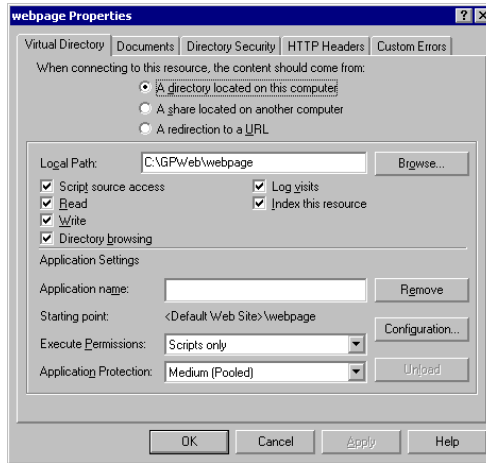 webpage Properties
Virtual Directory Documents Directory Security HTTP Headers Custom Errors
When connecting to this resource, the content should come from:
A directory located on this computer
A share located on another computer
A redirection to a URL
Local Path: C:\GPWeb\webpage Browse...
Script source access Log visits
Read Index this resource
Write
Directory browsing
Application Settings
Application name: Remove
Starting point: <Default Web Site>\webpage
Configuration...
Execute Permissions: Scripts only
Application Protection: Medium (Pooled) Unload
OK Cancel Apply Help